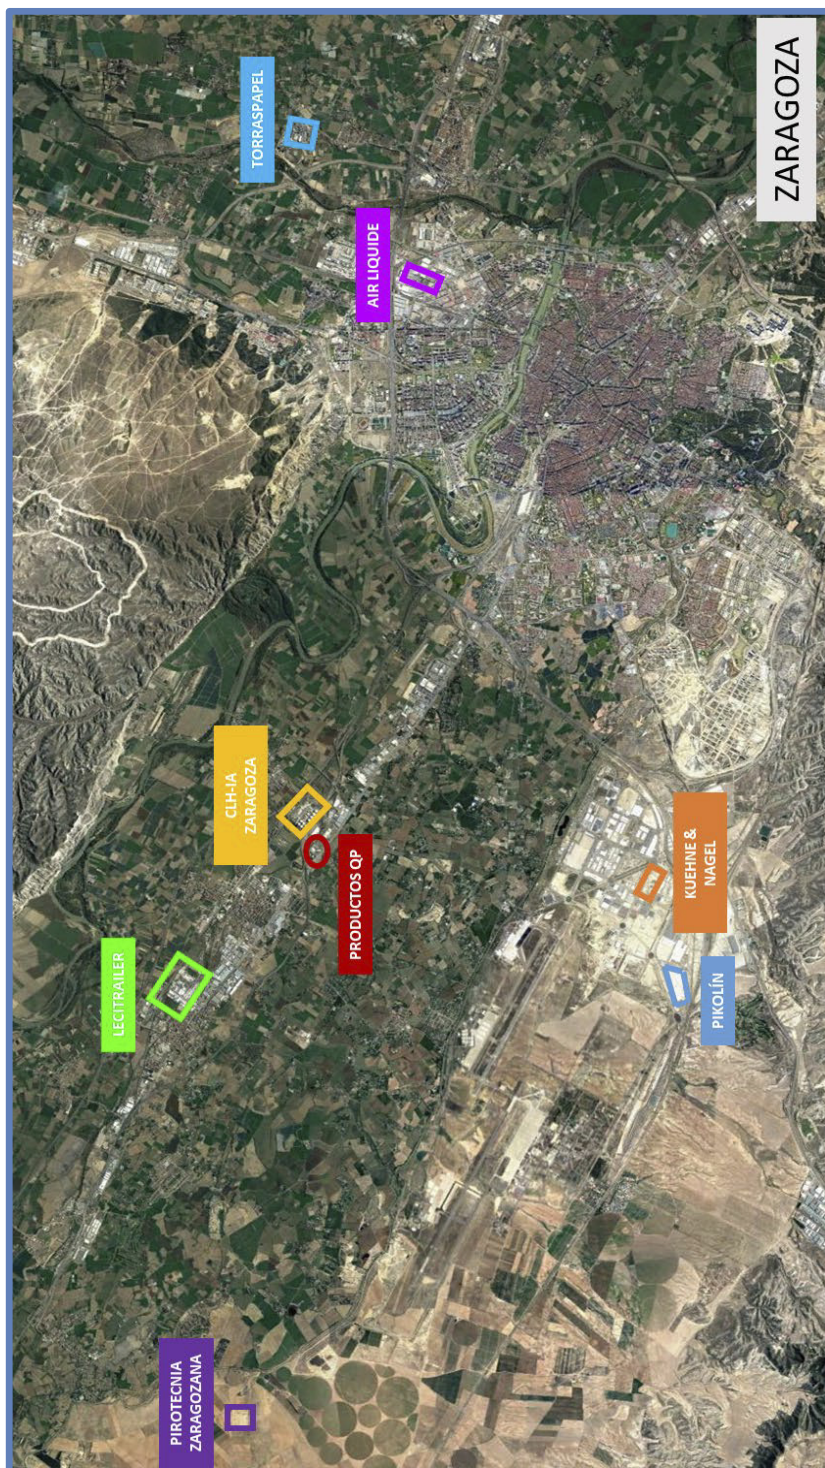 LECITRAILER
PIROTECNIA
ZARAGOZANA
CLH-IA
ZARAGOZA
TORRASPAPEL
PRODUCTOS QP
AIR LIQUIDE
KUEHNE &
NAGEL
PIKOLÍN
ZARAGOZA